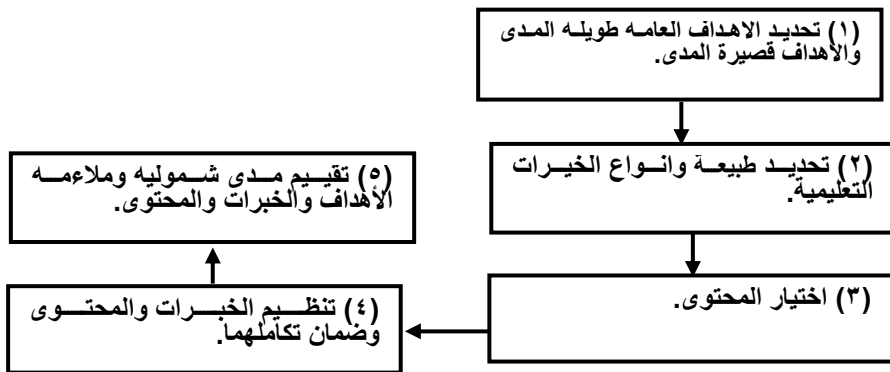 (١) تحديد الاهداف العامه طويله المدى
والأهداف قصيرة المدى.
(٢) تحديد طبيعة وانواع الخيرات
التعليمية.
(٣) اختيار المحتوى.
(٤) تنظيم الخبرات والمحتوى
وضمان تكاملهما.
(٥) تقييم مدى شموليه وملاءمه
الأهداف والخبرات والمحتوى.